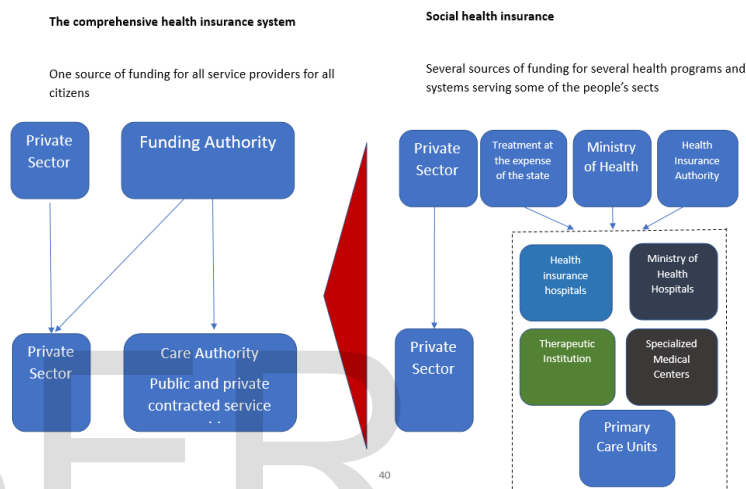 The comprehensive health insurance system
One source of funding for all service providers for all
citizens
Private
Sector
Funding Authority
Private
Sector
Care Authority
Public and private
contracted service
Social health insurance
Several sources of funding for several health programs and
systems serving some of the people's sects
Private
Sector
Treatment at
the expense
of the state
Ministry
of Health
Health
Insurance
Authority
Health
insurance
hospitals
Ministry of
Health
Hospitals
Private
Sector
Therapeutic
Institution
Specialized
Medical
Centers
Primary
Care Units
40